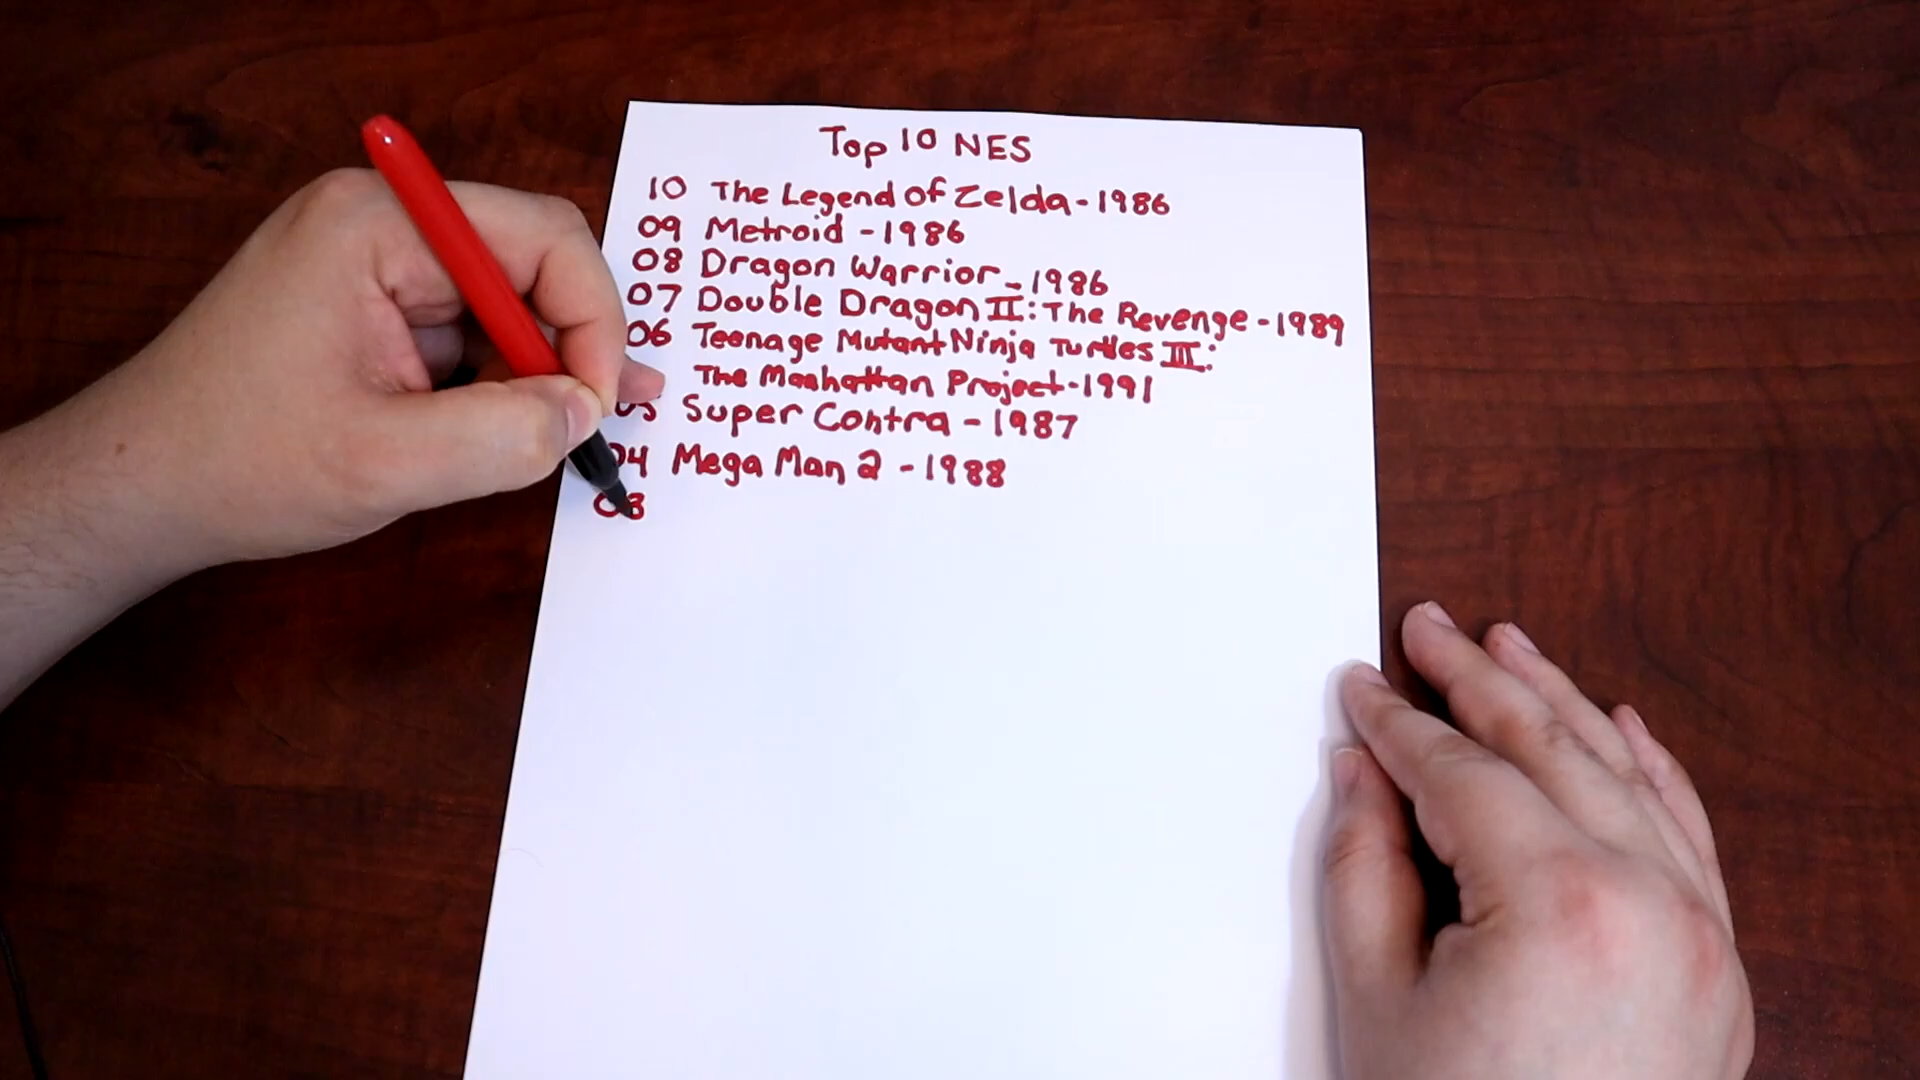 Top 10 NES
10 The Legend of Zelda - 1986
09 Metroid - 1986
08 Dragon Warrior - 1986
07 Double Dragon II: The Revenge - 1989
06 Teenage Mutant Ninja Turtles III:
The Manhattan Project - 1991
05 Super Contra - 1987
04 Mega Man 2 - 1988
03